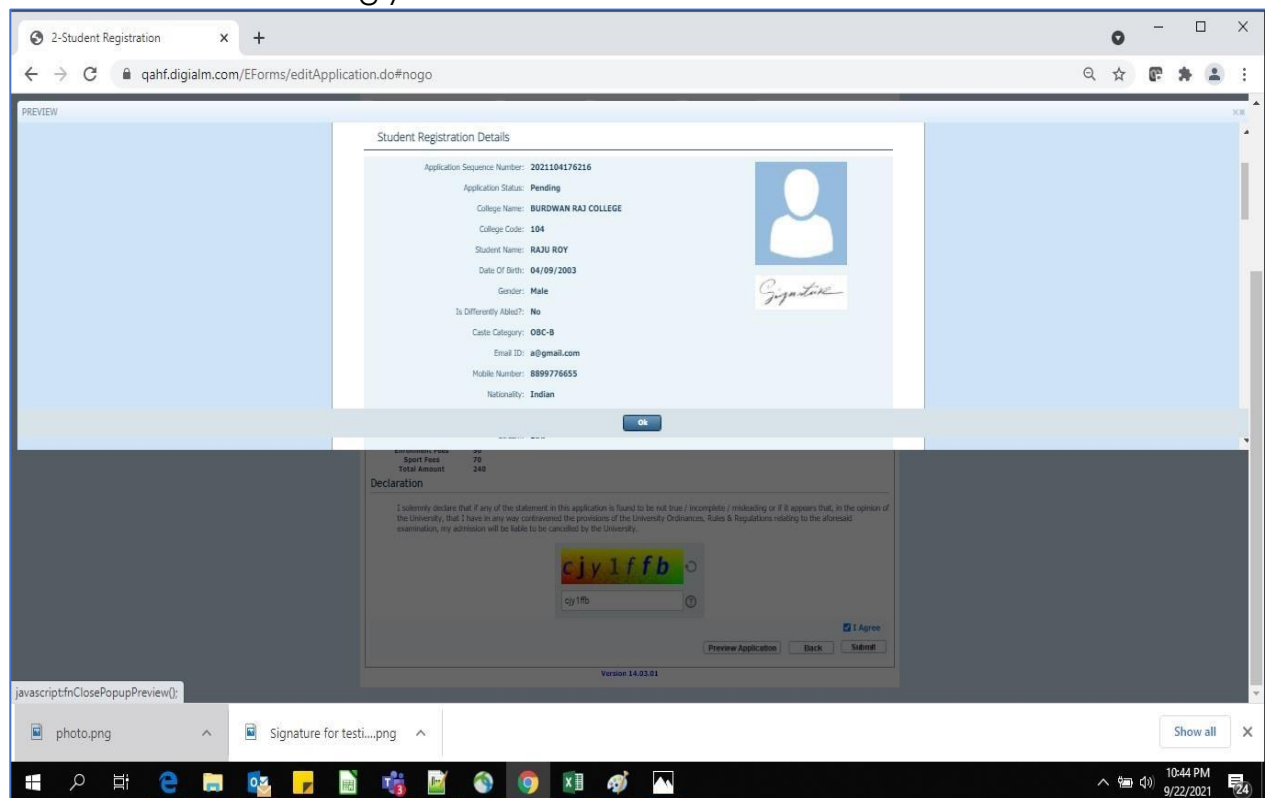 2-Student Registration
qahf.digialm.com/EForms/editApplication.do#nogo
PREVIEW
Student Registration Details
Application Sequence Number: 2021104176216
Application Status: Pending
College Name: BURDWAN RAJ COLLEGE
College Code: 104
Student Name: RAJU ROY
Date Of Birth: 04/09/2003
Gender: Male
Is Differently Abled?: No
Caste Category: OBC-B
Email ID: a@gmail.com
Mobile Number: 8899776655
Nationality: Indian
Signature
Ok
Enrollment Fees 50
Sport Fees 70
Total Amount 240
Declaration
I solemnly declare that if any of the statement in this application is found to be not true / incomplete / misleading or if it appears that, in the opinion of
the University, that I have in any way contravened the provisions of the University Ordinances, Rules & Regulations relating to the aforesaid
examination, my admission will be liable to be cancelled by the University.
cjy1ffb
cjy1ffb
I Agree
Preview Application Back Submit
Version 14.03.01
javascript:fnClosePopupPreview();
photo.png
Signature for testi....png
Show all
10:44 PM
9/22/2021
24